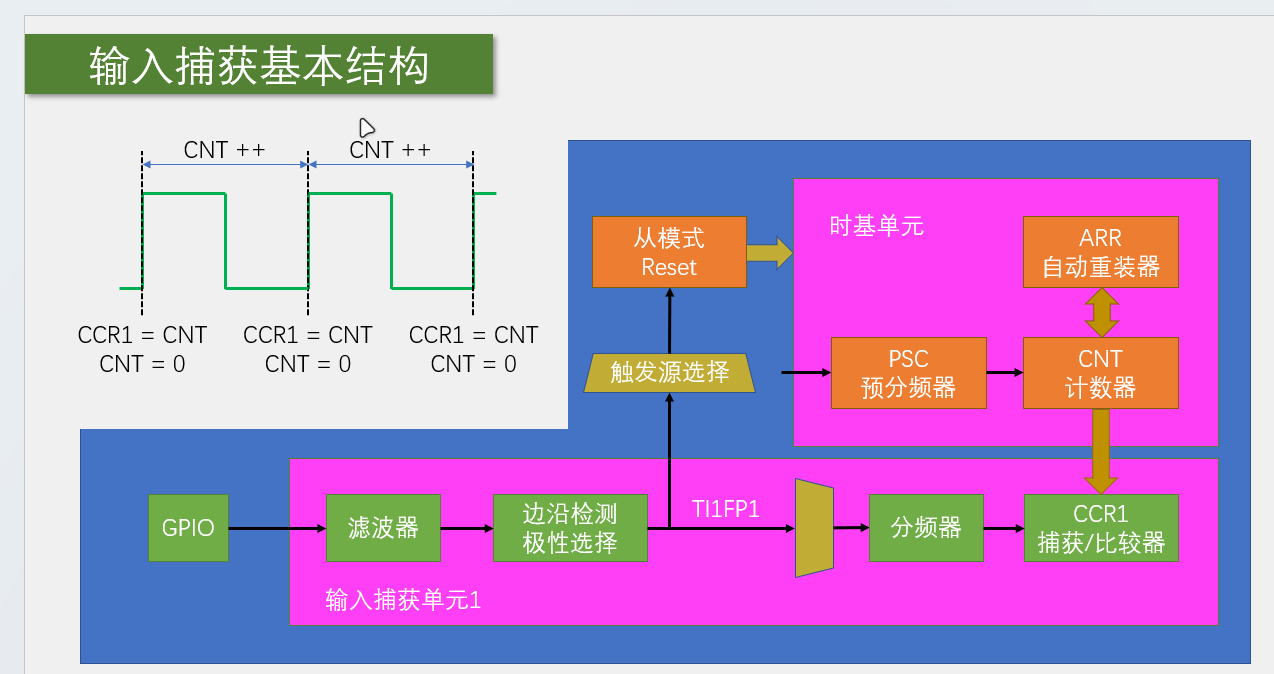 输入捕获基本结构
CNT ++
CNT ++
CCR1 = CNT
CNT = 0
CCR1 = CNT
CNT = 0
CCR1 = CNT
CNT = 0
从模式
Reset
时基单元
ARR
自动重装器
触发源选择
PSC
预分频器
CNT
计数器
GPIO
滤波器
边沿检测
极性选择
TI1FP1
分频器
CCR1
捕获/比较器
输入捕获单元1